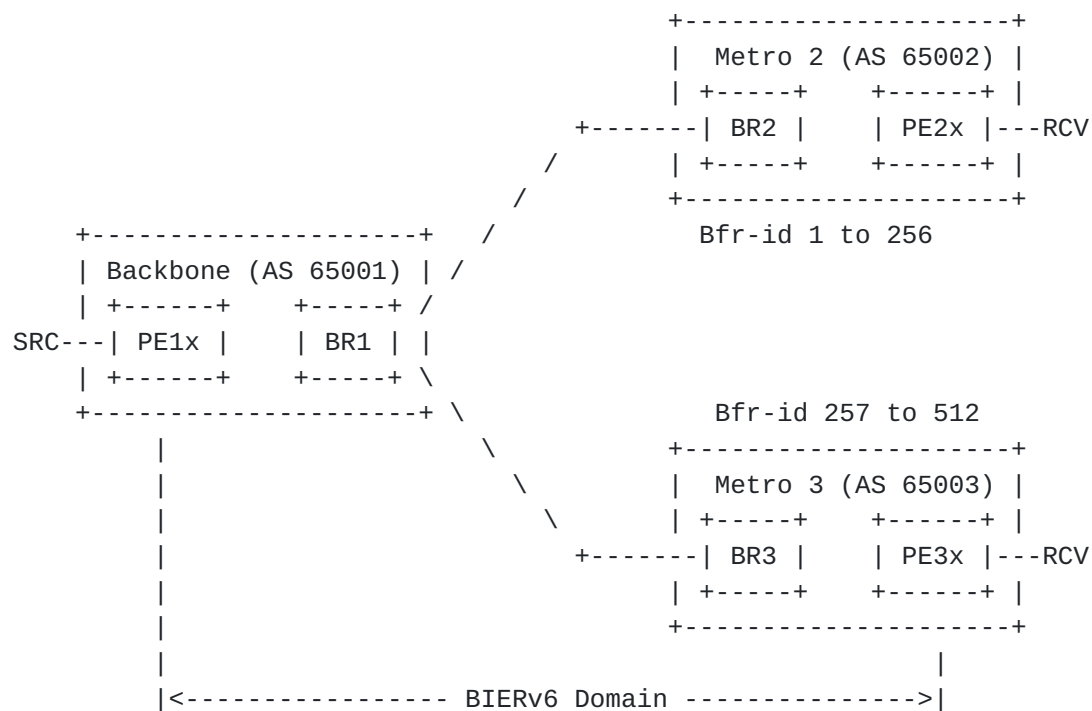 Metro 2 (AS 65002)
BR2 PE2x RCV
Bfr-id 1 to 256
Backbone (AS 65001)
SRC PE1x BR1
Bfr-id 257 to 512
Metro 3 (AS 65003)
BR3 PE3x RCV
BIERv6 Domain